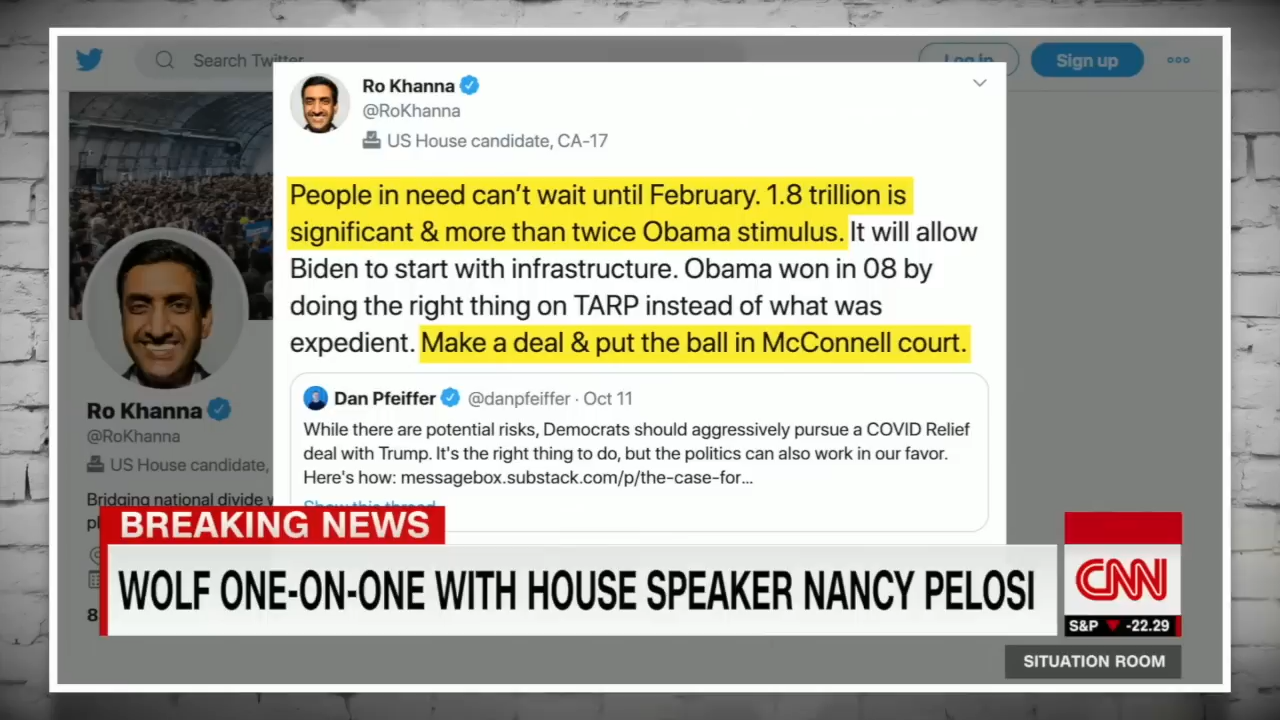 Search Twitter
Log in
Sign up
Ro Khanna
@RoKhanna
US House candidate, CA-17
People in need can't wait until February. 1.8 trillion is
significant & more than twice Obama stimulus. It will allow
Biden to start with infrastructure. Obama won in 08 by
doing the right thing on TARP instead of what was
expedient. Make a deal & put the ball in McConnell court.
Dan Pfeiffer @danpfeiffer · Oct 11
While there are potential risks, Democrats should aggressively pursue a COVID Relief
deal with Trump. It's the right thing to do, but the politics can also work in our favor.
Here's how: messagebox.substack.com/p/the-case-for...
Show this thread
Ro Khanna
@RoKhanna
US House candidate,
Bridging national divide
8
BREAKING NEWS
WOLF ONE-ON-ONE WITH HOUSE SPEAKER NANCY PELOSI
CNN
S&P -22.29
SITUATION ROOM